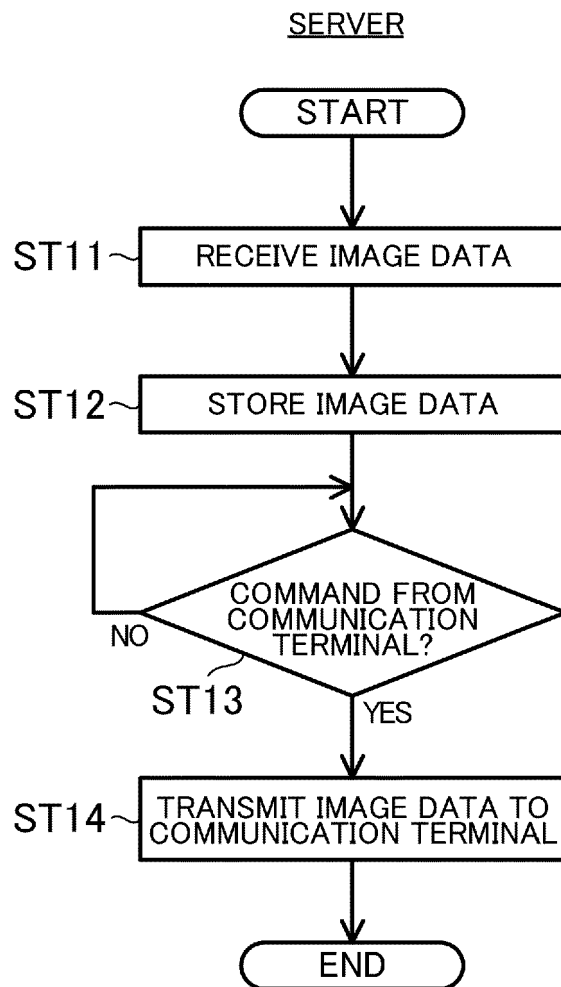 SERVER
START
ST11
RECEIVE IMAGE DATA
ST12
STORE IMAGE DATA
COMMAND FROM
COMMUNICATION
TERMINAL?
NO
ST13
YES
ST14
TRANSMIT IMAGE DATA TO
COMMUNICATION TERMINAL
END